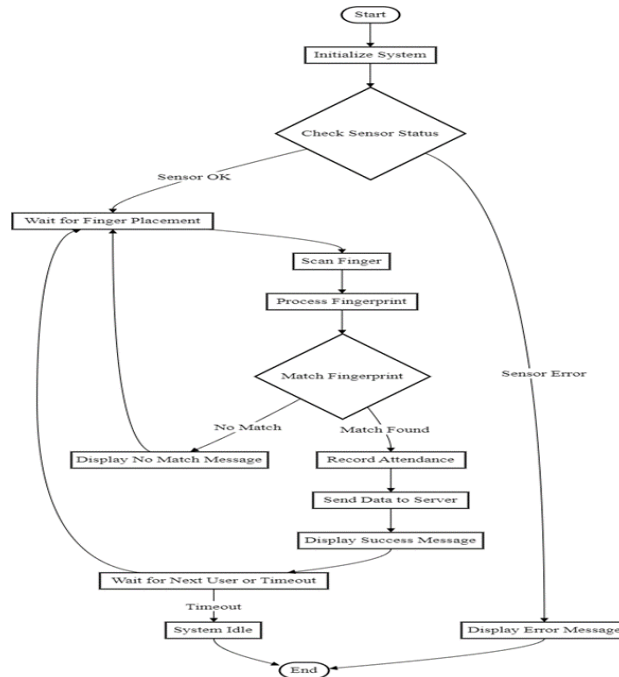 Start
Initialize System
Check Sensor Status
Sensor OK
Wait for Finger Placement
Scan Finger
Process Fingerprint
Match Fingerprint
Sensor Error
No Match
Match Found
Display No Match Message
Record Attendance
Send Data to Server
Display Success Message
Wait for Next User or Timeout
Timeout
System Idle
Display Error Message
End